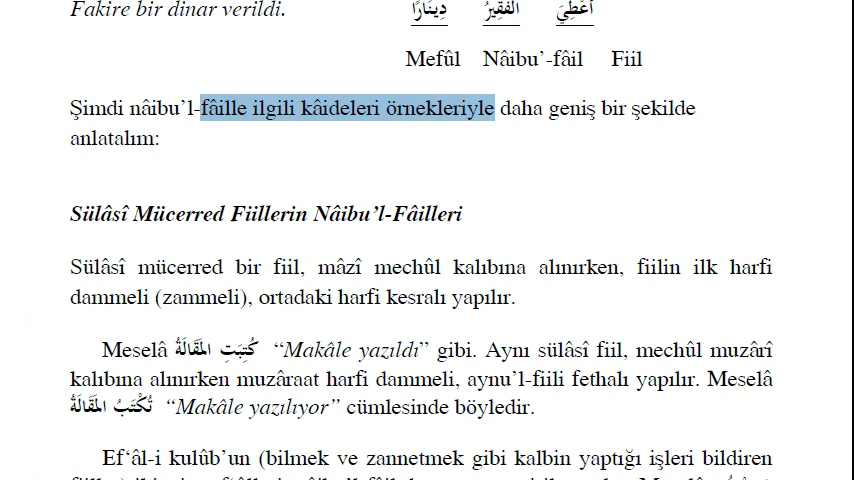 Fakire bir dinar verildi. أُعْطِيَ الْفَقِيرُ دِينَارًا
Mefûl Nâibu’-fâil Fiil
Şimdi nâibu’l-fâille ilgili kâideleri örnekleriyle daha geniş bir şekilde
anlatalım:
Sülâsî Mücerred Fiillerin Nâibu’l-Fâilleri
Sülâsî mücerred bir fiil, mâzî mechûl kalıbına alınırken, fiilin ilk harfi
dammeli (zammeli), ortadaki harfi kesralı yapılır.
Meselâ كُتِبَتِ المَقَالَةُ “Makâle yazıldı” gibi. Aynı sülâsî fiil, mechûl muzârî
kalıbına alınırken muzâraat harfi dammeli, aynu’l-fiili fethalı yapılır. Meselâ
تُكْتَبُ المَقَالَةُ “Makâle yazılıyor” cümlesinde böyledir.
Ef‘âl-i kulûb’un (bilmek ve zannetmek gibi kalbin yaptığı işleri bildiren